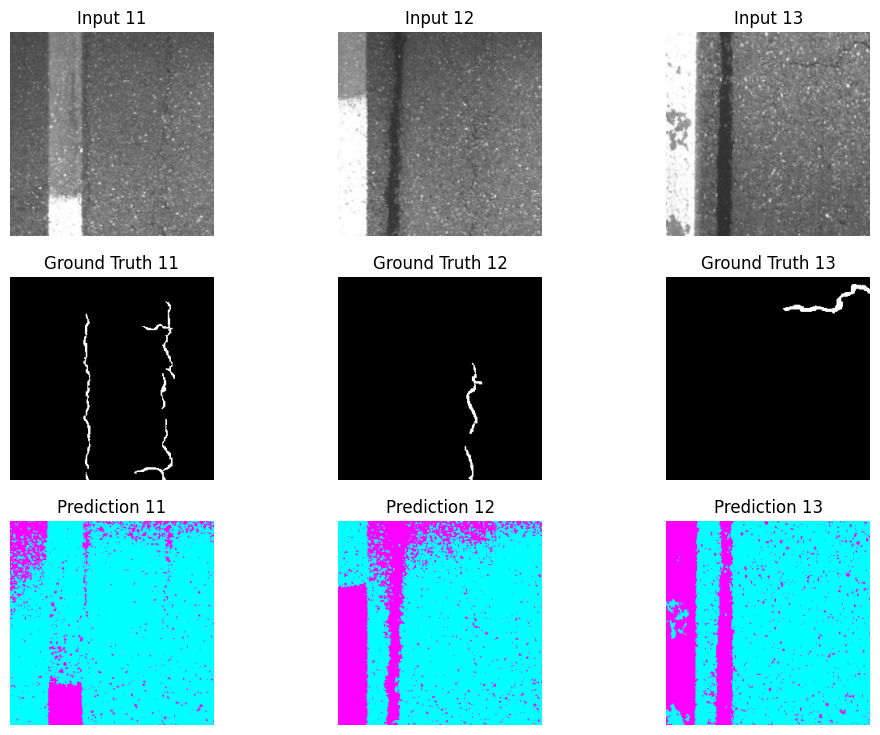 Input 11
Input 12
Input 13
Ground Truth 11
Ground Truth 12
Ground Truth 13
Prediction 11
Prediction 12
Prediction 13